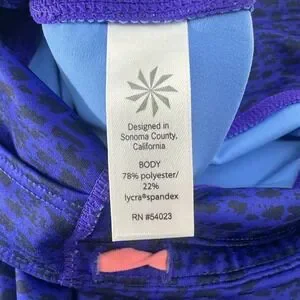 Designed in
Sonoma County,
California
BODY
78% polyester/
22%
lycra®spandex
RN #54023